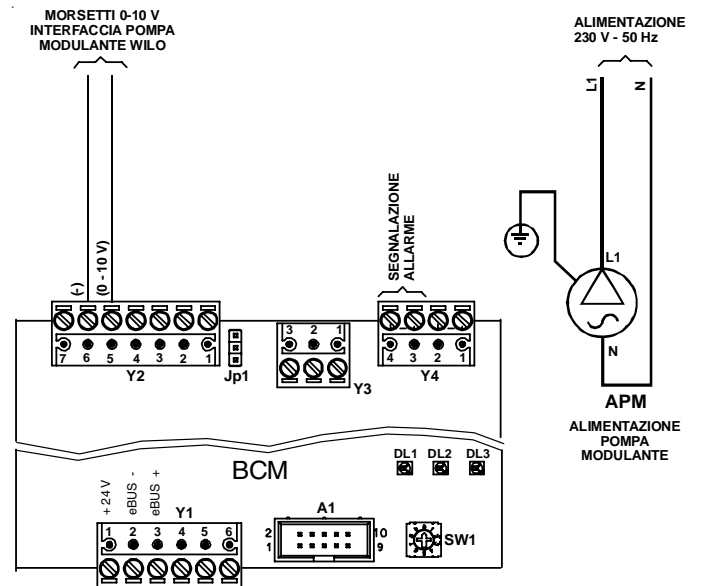 MORSETTI 0-10 V
INTERFACCIA POMPA
MODULANTE WILO
ALIMENTAZIONE
230 V - 50 Hz
L1
N
SEGNALAZIONE
ALLARME
(-)
(0 - 10 V)
L1
N
7 6 5 4 3 2 1
Y2
Jp1
3 2 1
Y3
4 3 2 1
Y4
APM
ALIMENTAZIONE
POMPA
MODULANTE
BCM
DL1 DL2 DL3
+24V
eBUS -
eBUS +
Y1
1 2 3 4 5 6
A1
2 10
1 9
SW1